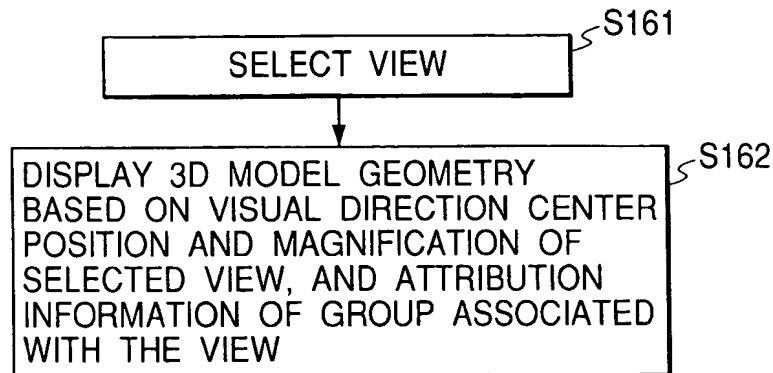 S161
SELECT VIEW
S162
DISPLAY 3D MODEL GEOMETRY
BASED ON VISUAL DIRECTION CENTER
POSITION AND MAGNIFICATION OF
SELECTED VIEW, AND ATTRIBUTION
INFORMATION OF GROUP ASSOCIATED
WITH THE VIEW